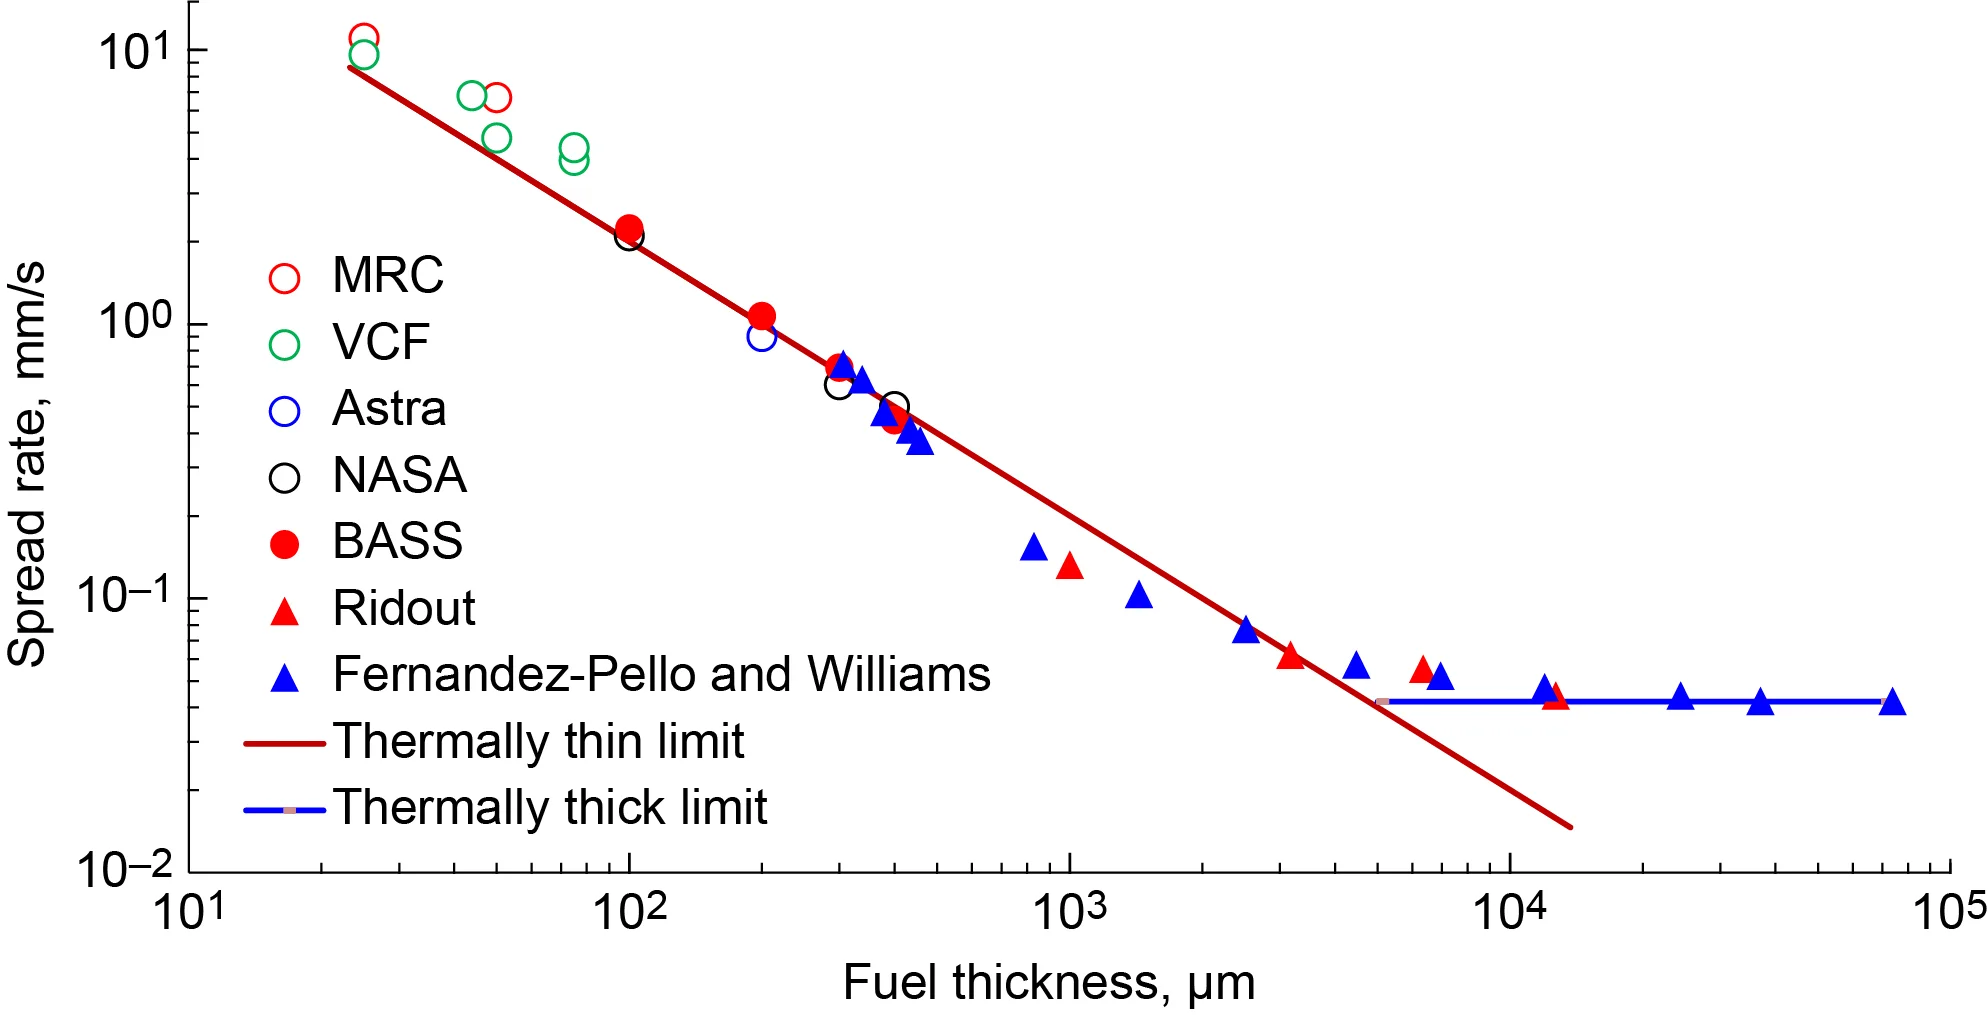 10¹
10⁰
10⁻¹
10⁻²
Spread rate, mm/s
MRC
VCF
Astra
NASA
BASS
Ridout
Fernandez-Pello and Williams
Thermally thin limit
Thermally thick limit
10¹ 10² 10³ 10⁴ 10⁵
Fuel thickness, µm